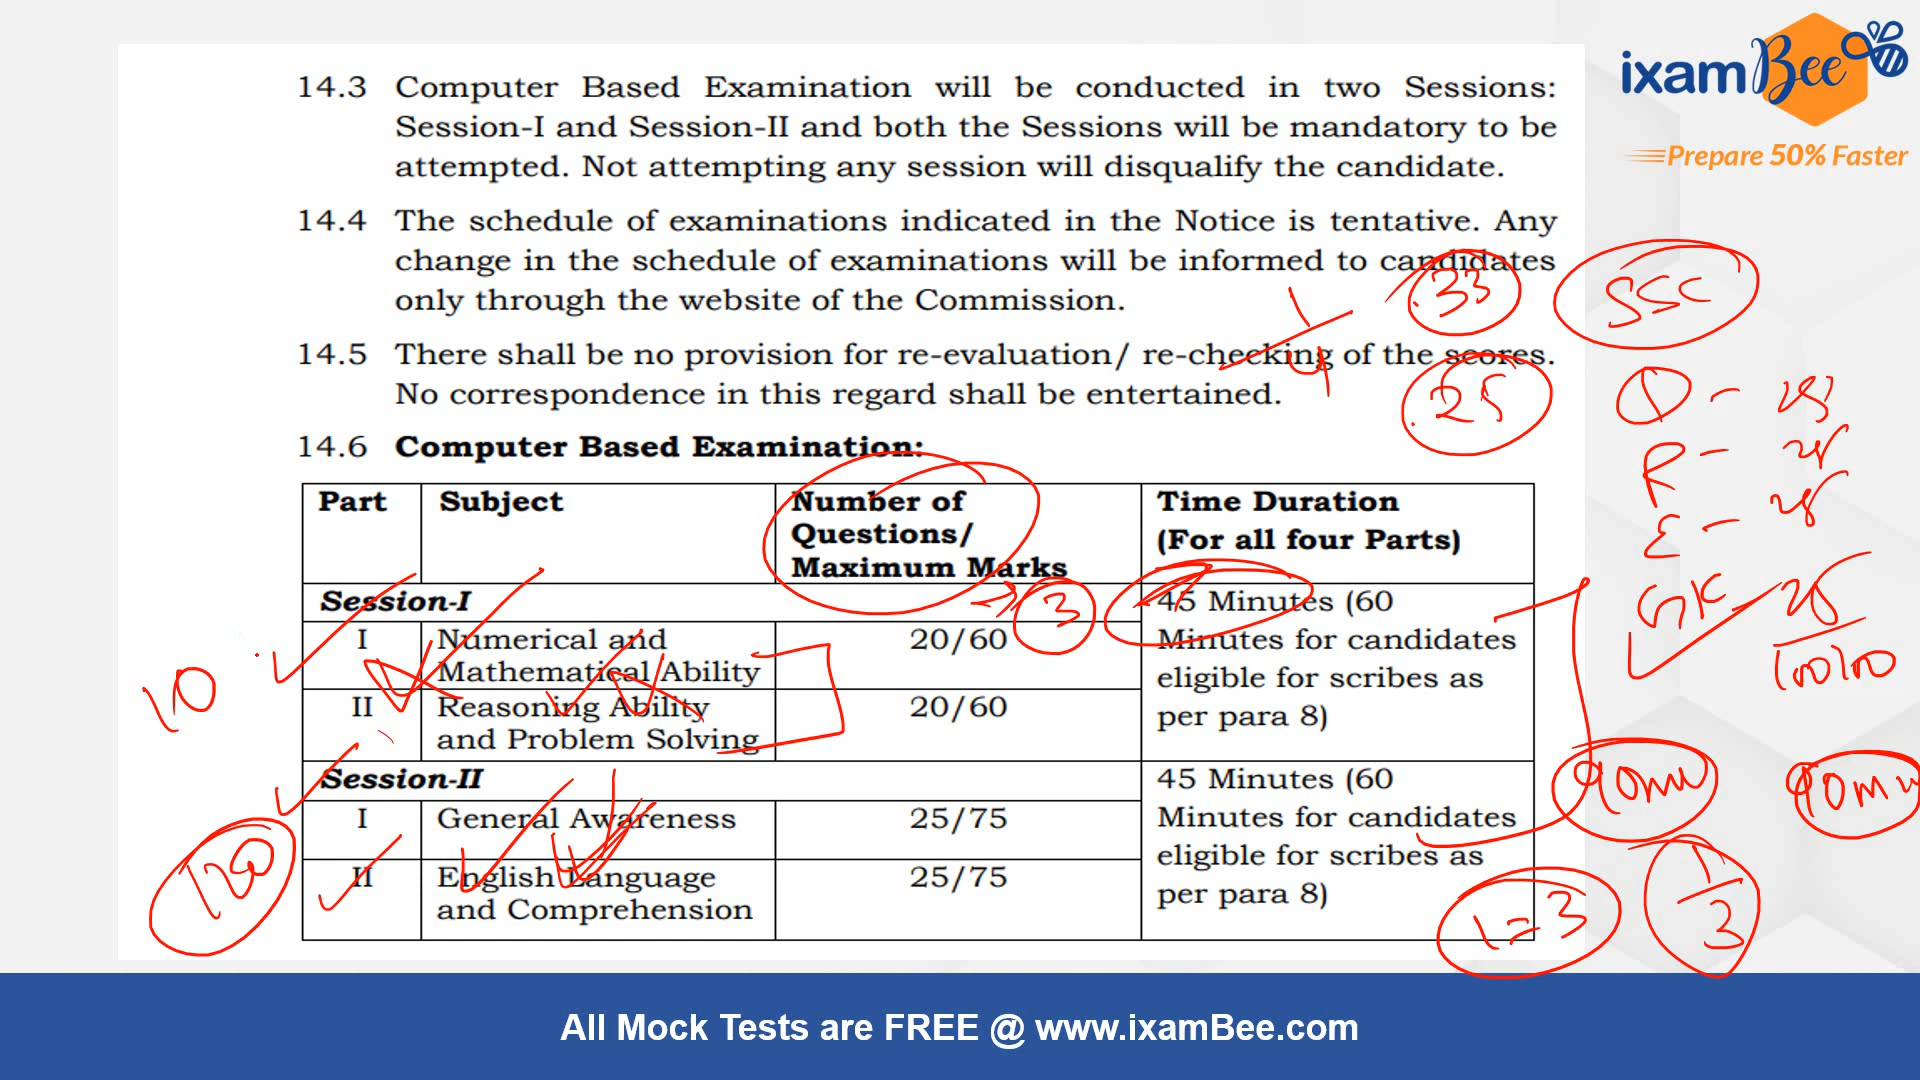 ixamBee
Prepare 50% Faster
14.3 Computer Based Examination will be conducted in two Sessions:
Session-I and Session-II and both the Sessions will be mandatory to be
attempted. Not attempting any session will disqualify the candidate.
14.4 The schedule of examinations indicated in the Notice is tentative. Any
change in the schedule of examinations will be informed to candidates
only through the website of the Commission.
14.5 There shall be no provision for re-evaluation/ re-checking of the scores.
No correspondence in this regard shall be entertained.
14.6 Computer Based Examination:
Part Subject Number of Questions/ Maximum Marks Time Duration (For all four Parts)
Session-I
I Numerical and Mathematical Ability 20/60 45 Minutes (60 Minutes for candidates eligible for scribes as per para 8)
II Reasoning Ability and Problem Solving 20/60
Session-II
I General Awareness 25/75 45 Minutes (60 Minutes for candidates eligible for scribes as per para 8)
II English Language and Comprehension 25/75
1/4
.33
.25
SSC
R - 25
E - 25
GK - 25
100
3
10
120
90
1=3
1/3
All Mock Tests are FREE @ www.ixamBee.com